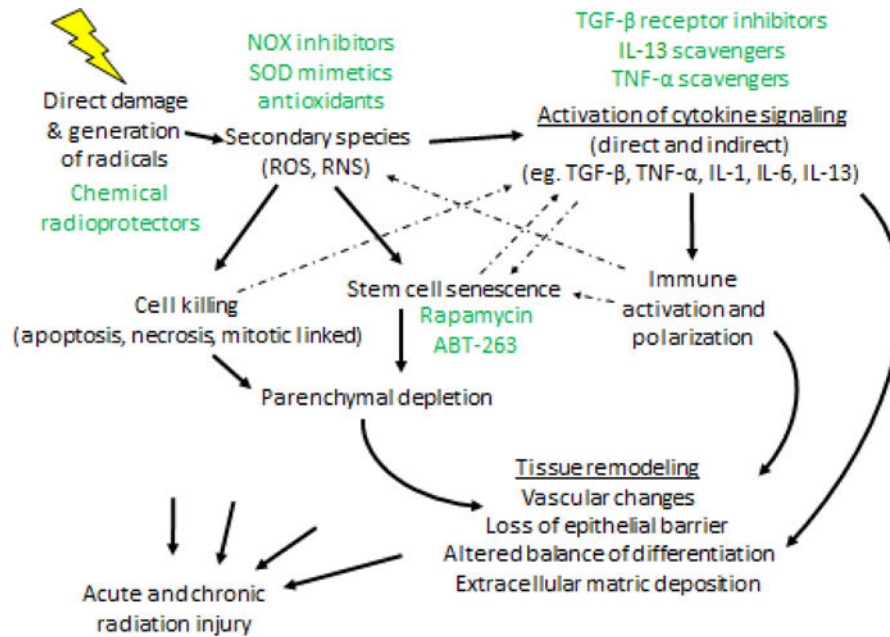 TGF-β receptor inhibitors
IL-13 scavengers
TNF-α scavengers
NOX inhibitors
SOD mimetics
antioxidants
Direct damage
& generation
of radicals
Chemical
radioprotectors
Secondary species
(ROS, RNS)
Activation of cytokine signaling
(direct and indirect)
(eg. TGF-β, TNF-α, IL-1, IL-6, IL-13)
Cell killing
(apoptosis, necrosis, mitotic linked)
Stem cell senescence
Rapamycin
ABT-263
Immune
activation and
polarization
Parenchymal depletion
Tissue remodeling
Vascular changes
Loss of epithelial barrier
Altered balance of differentiation
Extracellular matric deposition
Acute and chronic
radiation injury